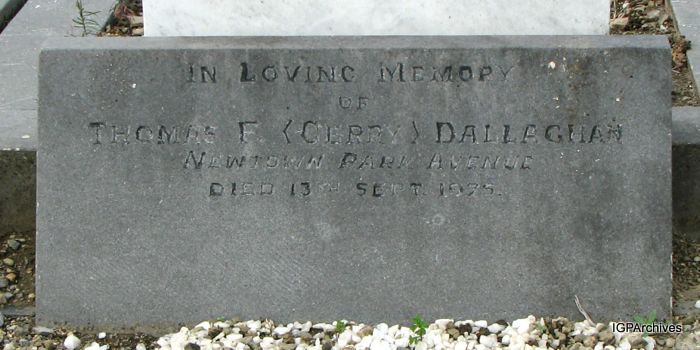 IN LOVING MEMORY
OF
THOMAS F. (GERRY) DALLAGHAN
NEWTOWN PARK AVENUE
DIED 13TH SEPT. 1975.
IGPArchives